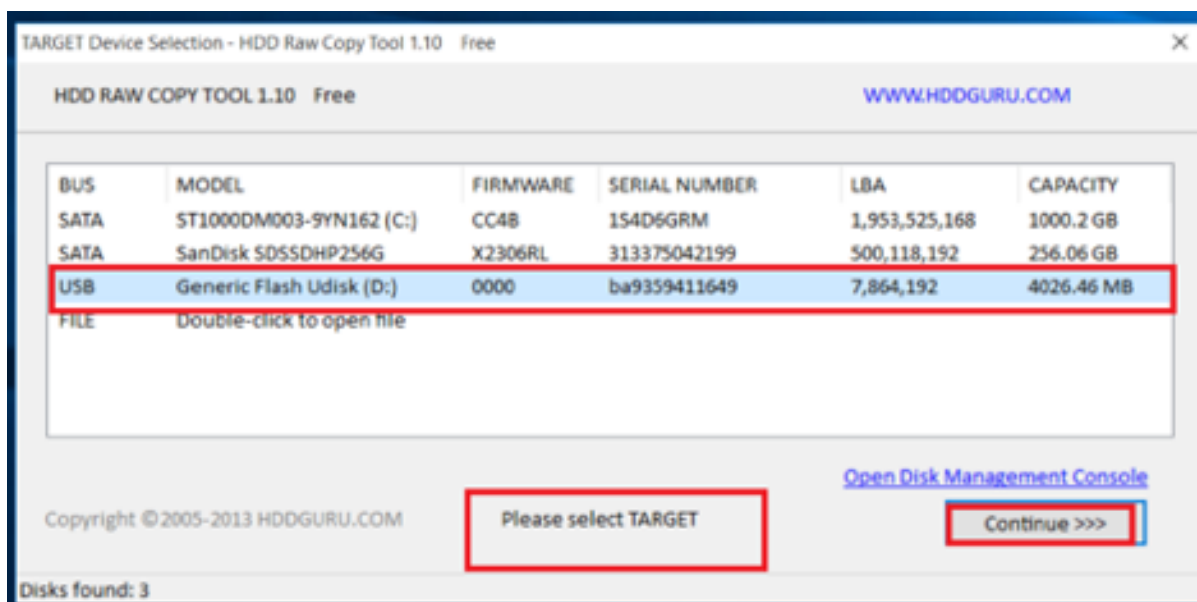 TARGET Device Selection - HDD Raw Copy Tool 1.10 Free
HDD RAW COPY TOOL 1.10 Free WWW.HDDGURU.COM
BUS MODEL FIRMWARE SERIAL NUMBER LBA CAPACITY
SATA ST1000DM003-9YN162 (C:) CC4B 1S4D6GRM 1,953,525,168 1000.2 GB
SATA SanDisk SDSSDHP256G X2306RL 313375042199 500,118,192 256.06 GB
USB Generic Flash Udisk (D:) 0000 ba9359411649 7,864,192 4026.46 MB
FILE Double-click to open file
Open Disk Management Console
Copyright ©2005-2013 HDDGURU.COM Please select TARGET Continue >>>
Disks found: 3